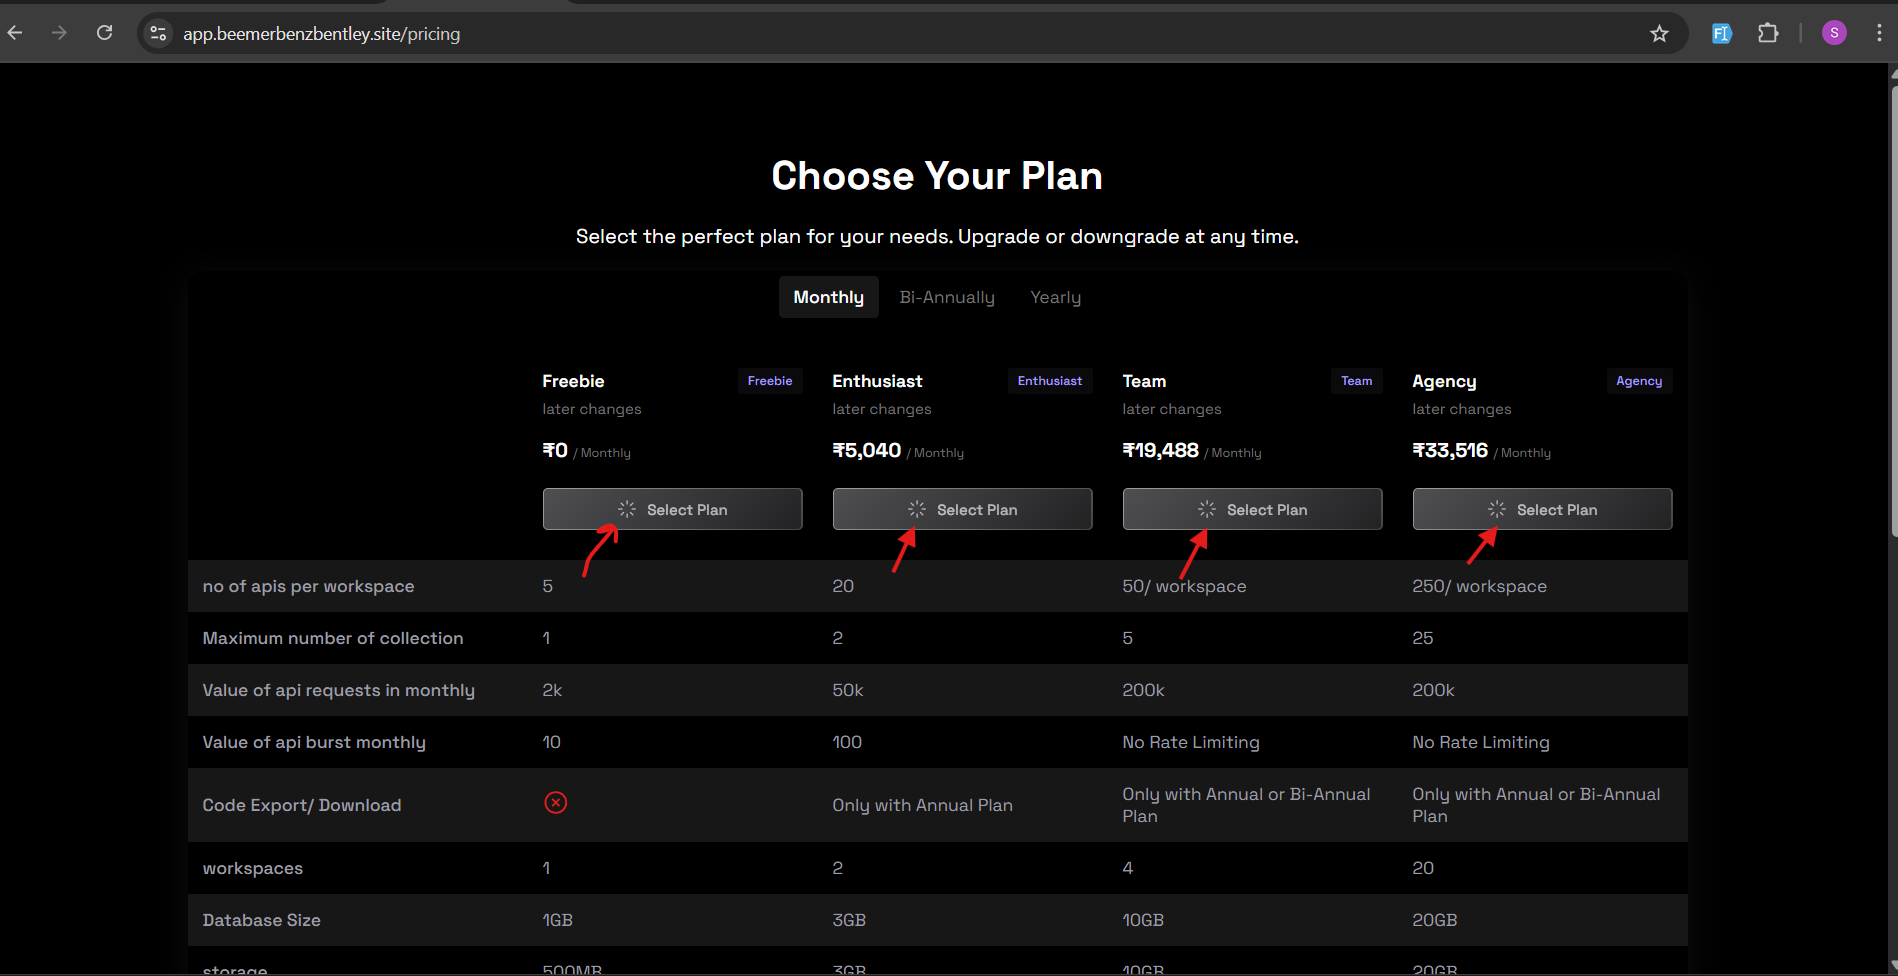 app.beemerbenzbentley.site/pricing
S
Choose Your Plan
Select the perfect plan for your needs. Upgrade or downgrade at any time.
Monthly Bi-Annually Yearly
Freebie Freebie Enthusiast Enthusiast Team Team Agency Agency
later changes later changes later changes later changes
₹0 / Monthly ₹5,040 / Monthly ₹19,488 / Monthly ₹33,516 / Monthly
Select Plan Select Plan Select Plan Select Plan
no of apis per workspace 5 20 50/ workspace 250/ workspace
Maximum number of collection 1 2 5 25
Value of api requests in monthly 2k 50k 200k 200k
Value of api burst monthly 10 100 No Rate Limiting No Rate Limiting
Code Export/ Download Only with Annual Plan Only with Annual or Bi-Annual Plan Only with Annual or Bi-Annual Plan
workspaces 1 2 4 20
Database Size 1GB 3GB 10GB 20GB
storage 500MB 3GB 10GB 20GB